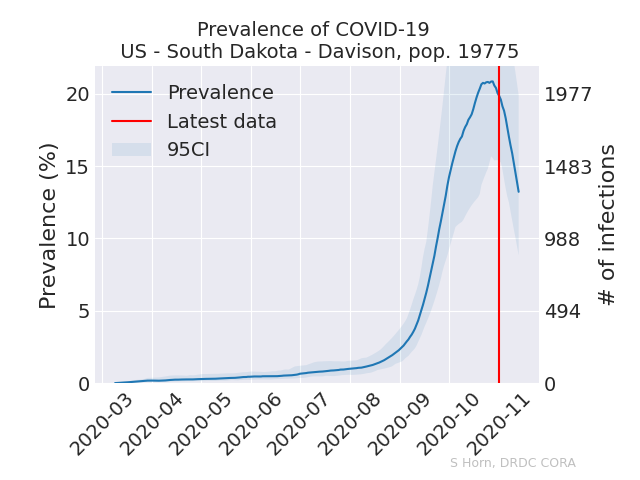 Prevalence of COVID-19
US - South Dakota - Davison, pop. 19775
Prevalence
Latest data
95CI
Prevalence (%)
20
15
10
5
0
1977
1483
988
494
0
# of infections
2020-03
2020-04
2020-05
2020-06
2020-07
2020-08
2020-09
2020-10
2020-11
S Horn, DRDC CORA